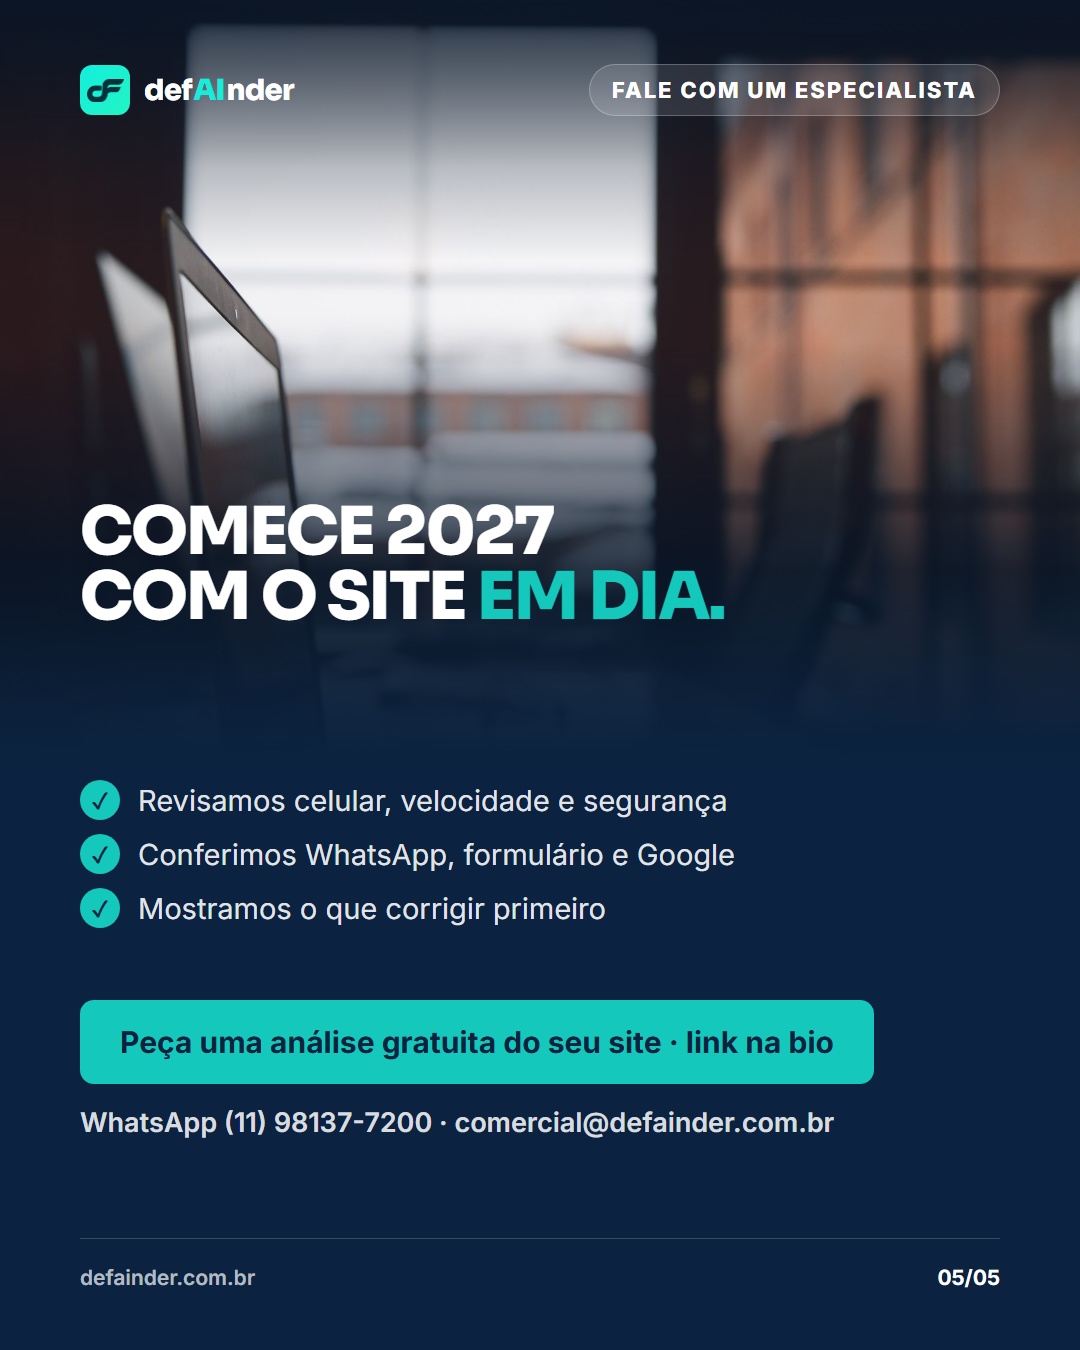 defAInder
FALE COM UM ESPECIALISTA
COMECE 2027
COM O SITE EM DIA.
Revisamos celular, velocidade e segurança
Conferimos WhatsApp, formulário e Google
Mostramos o que corrigir primeiro
Peça uma análise gratuita do seu site · link na bio
WhatsApp (11) 98137-7200 · comercial@defainder.com.br
defainder.com.br
05/05